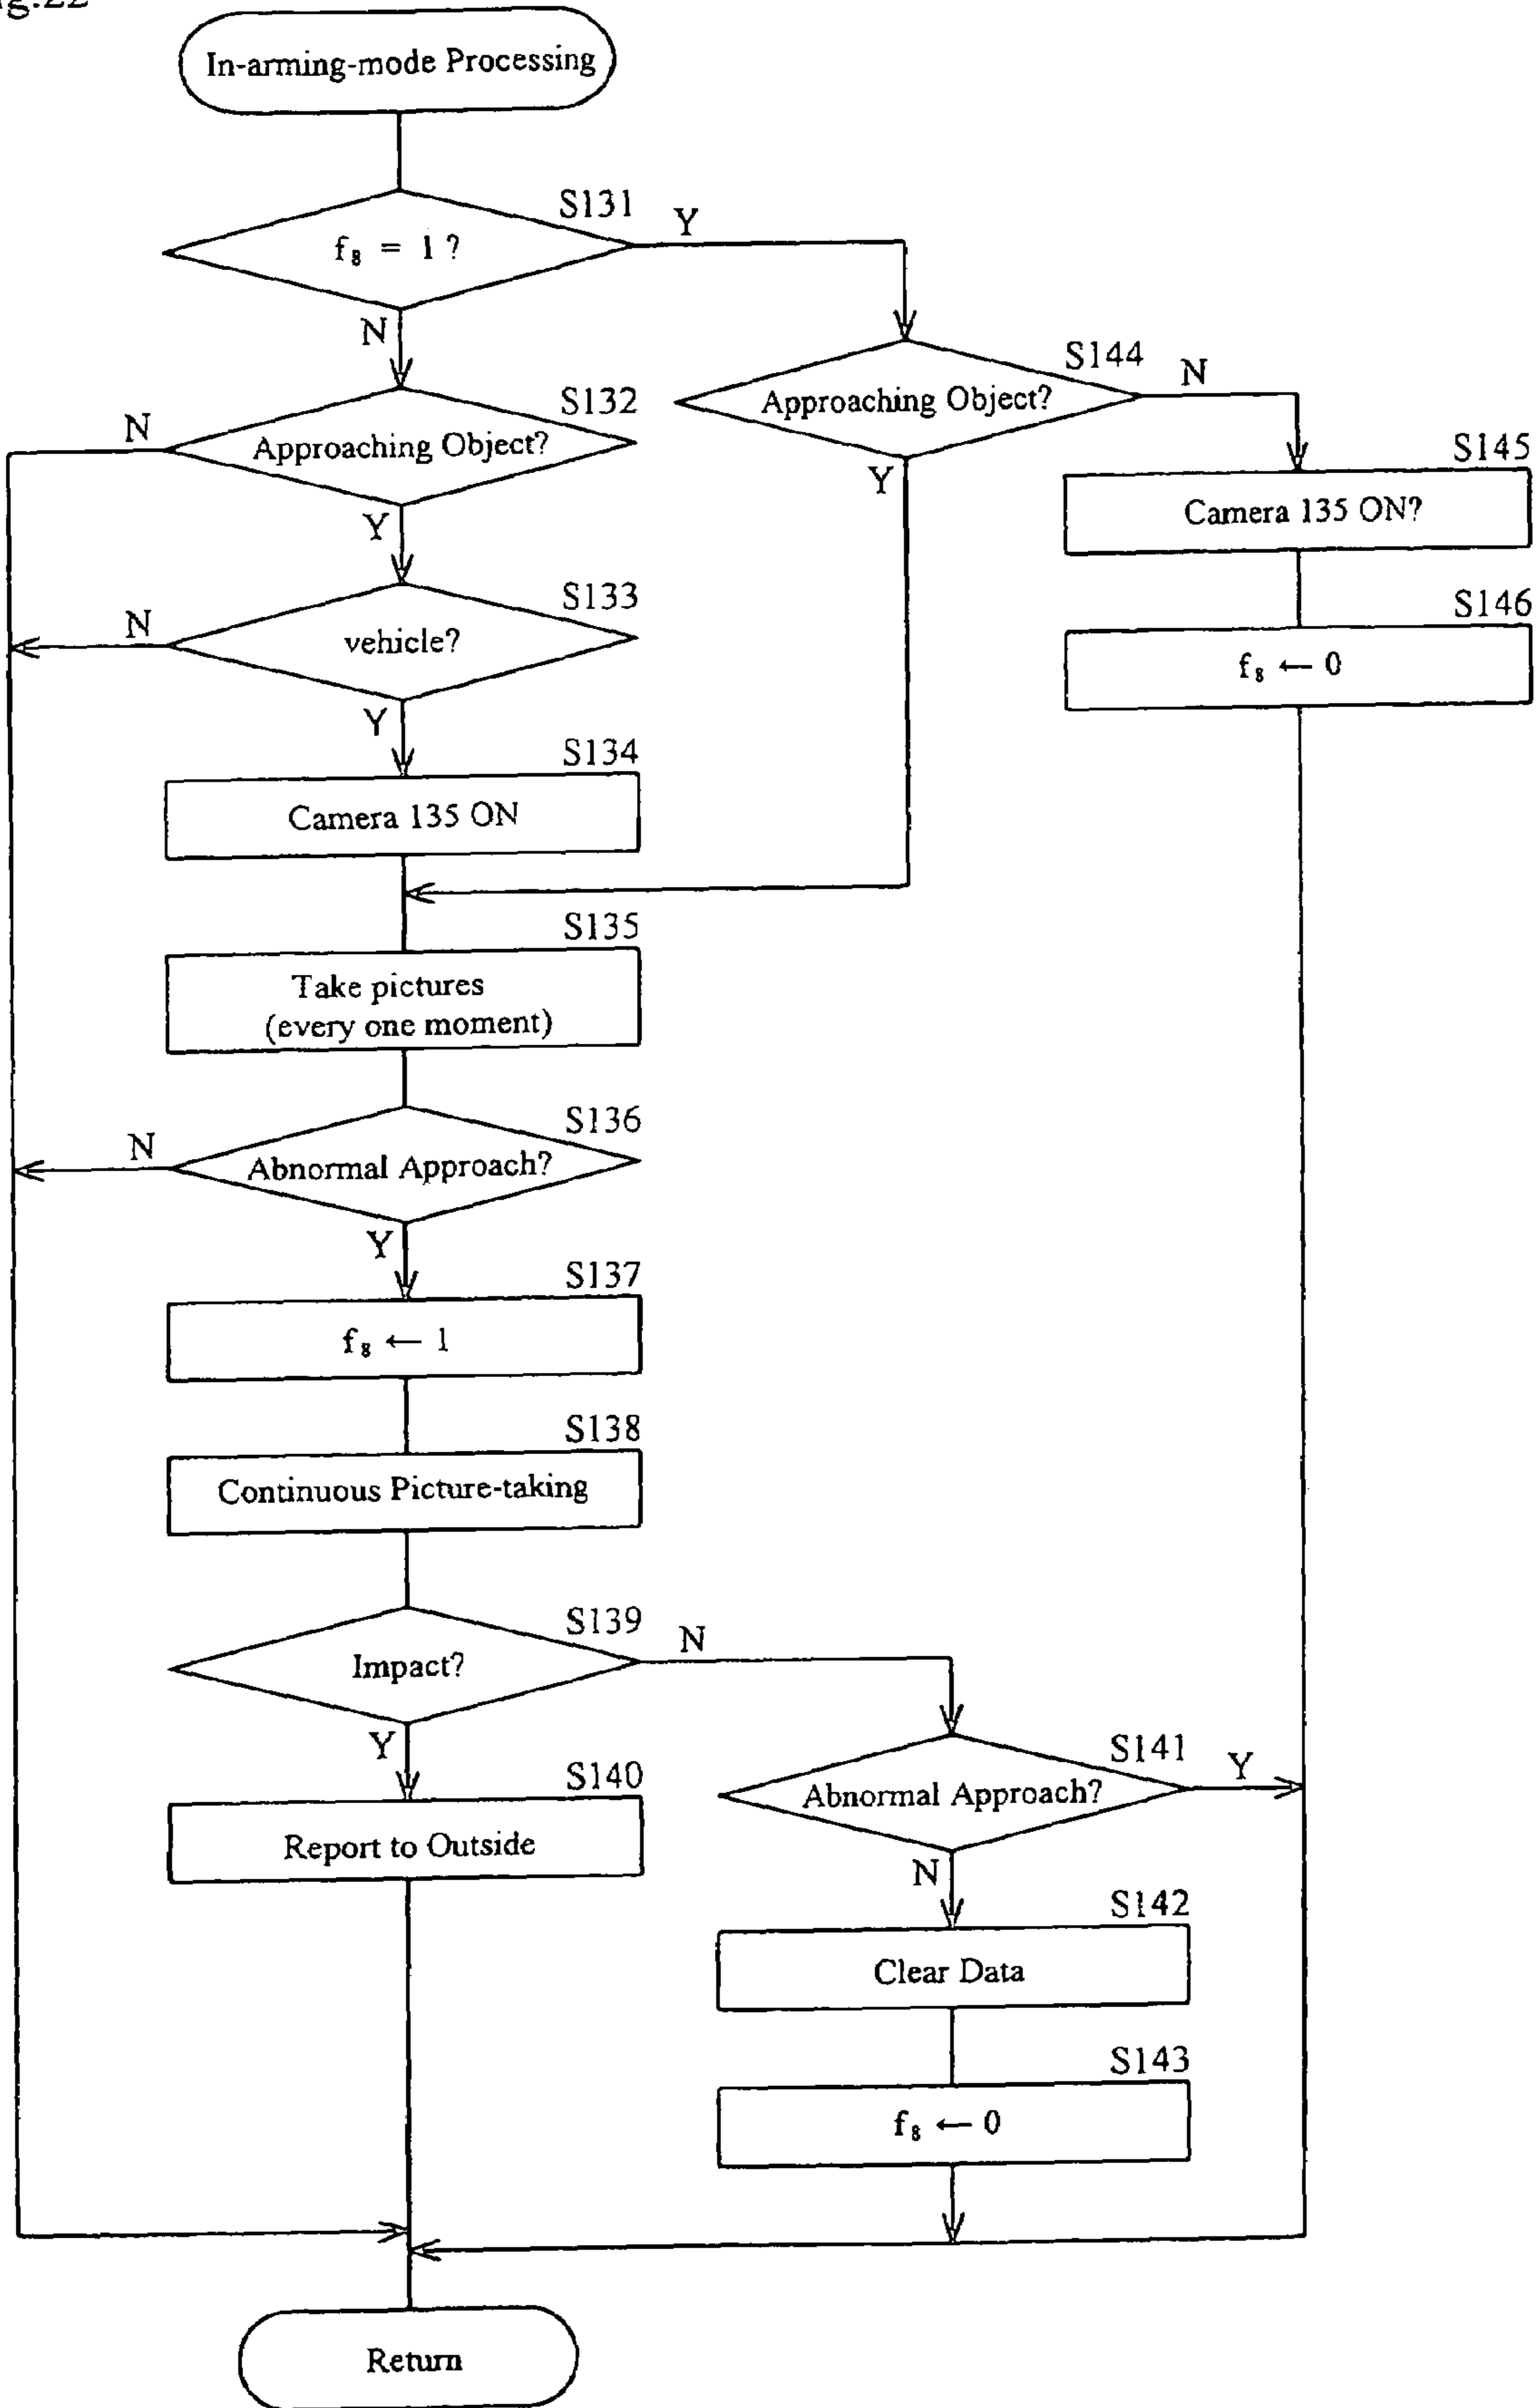 In-arming-mode Processing
S131
f₈ = 1 ?
Y
N
S132
Approaching Object?
N
Y
S144
Approaching Object?
N
Y
S145
Camera 135 ON?
S146
f₈ ← 0
S133
vehicle?
N
Y
S134
Camera 135 ON
S135
Take pictures
(every one moment)
S136
Abnormal Approach?
N
Y
S137
f₈ ← 1
S138
Continuous Picture-taking
S139
Impact?
N
Y
S140
Report to Outside
S141
Abnormal Approach?
Y
N
S142
Clear Data
S143
f₈ ← 0
Return